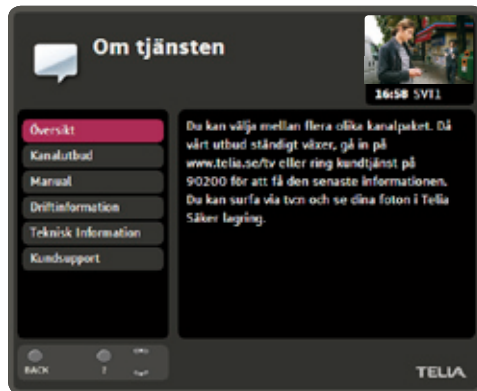 Om tjänsten
16:58 SVT1
Översikt
Kanalutbud
Manual
Driftinformation
Teknisk Information
Kundsupport
Du kan välja mellan flera olika kanalpaket. Då
vårt utbud ständigt växer, gå in på
www.telia.se/tv eller ring kundtjänst på
90200 för att få den senaste informationen.
Du kan surfa via tv:n och se dina foton i Telia
Säker lagring.
BACK
?
TELIA